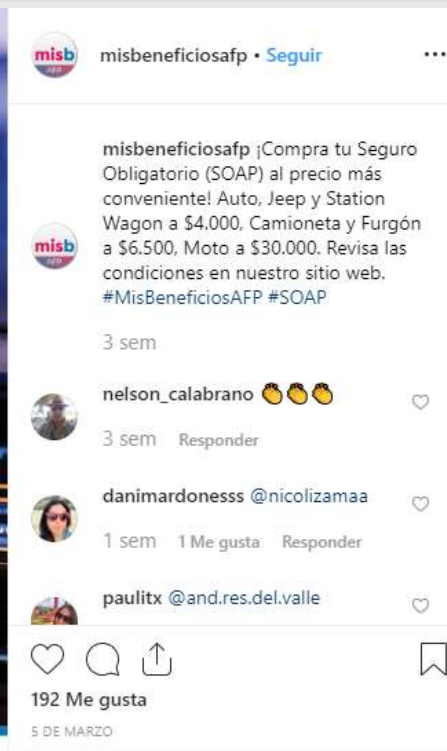 misb
misbeneficiosafp • Seguir
misb
AFP
misbeneficiosafp ¡Compra tu Seguro
Obligatorio (SOAP) al precio más
conveniente! Auto, Jeep y Station
Wagon a $4.000, Camioneta y Furgón
a $6.500, Moto a $30.000. Revisa las
condiciones en nuestro sitio web.
#MisBeneficiosAFP #SOAP
3 sem
nelson_calabrano 👏👏👏
3 sem Responder
danimardonesss @nicolizamaa
1 sem 1 Me gusta Responder
paulitx @and.res.del.valle
192 Me gusta
5 DE MARZO